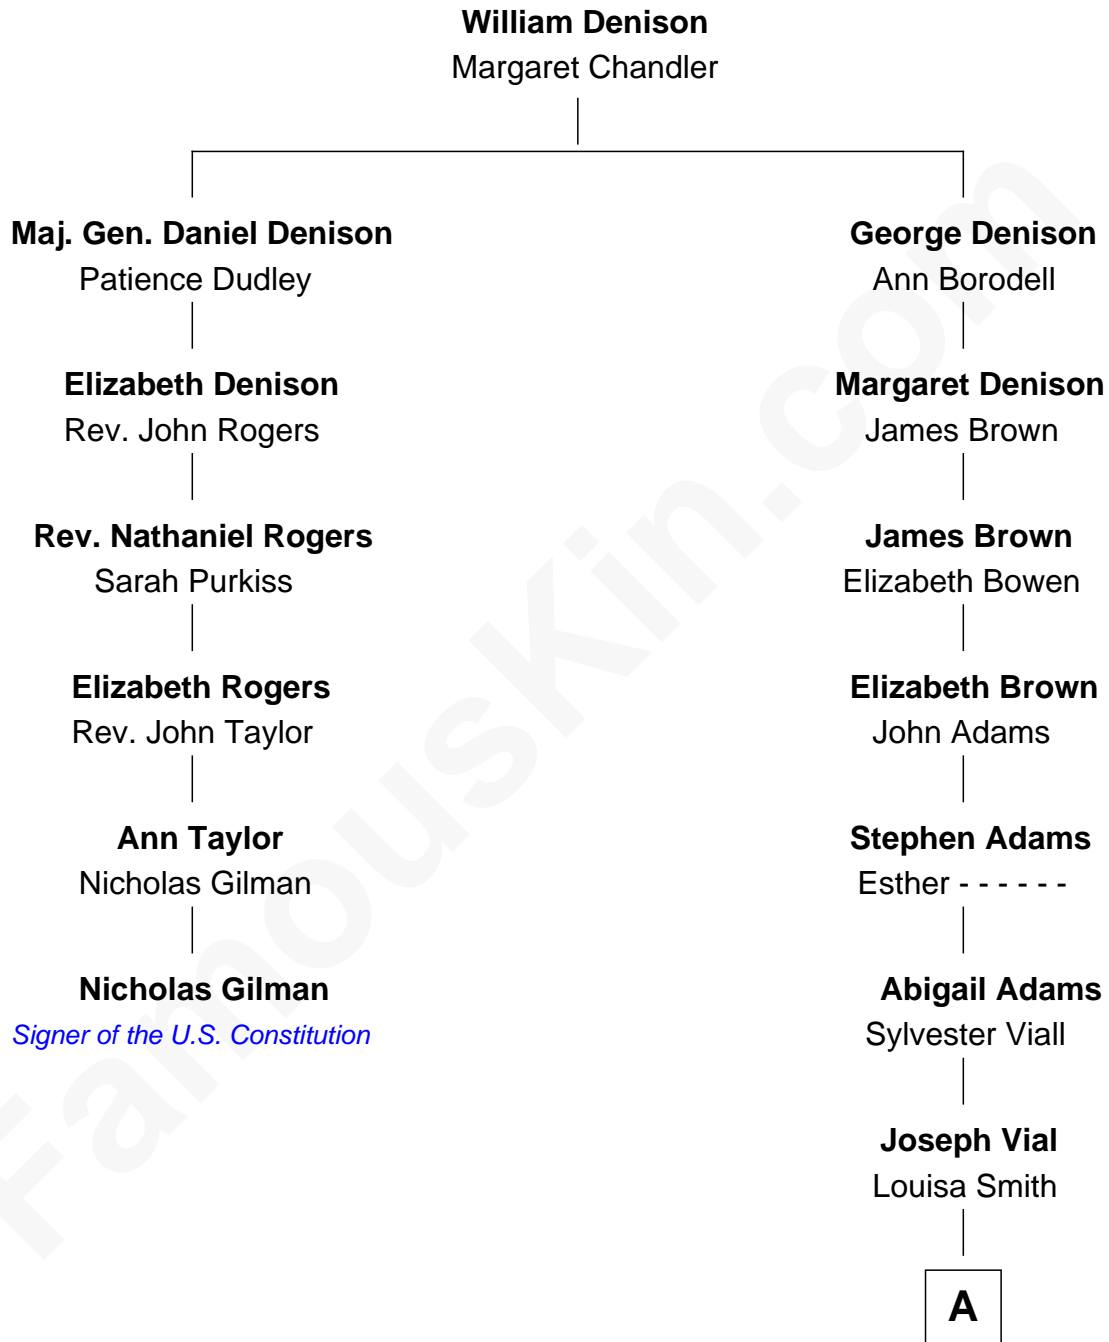 William Denison
Margaret Chandler
Maj. Gen. Daniel Denison
Patience Dudley
Elizabeth Denison
Rev. John Rogers
Rev. Nathaniel Rogers
Sarah Purkiss
Elizabeth Rogers
Rev. John Taylor
Ann Taylor
Nicholas Gilman
Nicholas Gilman
Signer of the U.S. Constitution
George Denison
Ann Borodell
Margaret Denison
James Brown
James Brown
Elizabeth Bowen
Elizabeth Brown
John Adams
Stephen Adams
Esther - - - - - -
Abigail Adams
Sylvester Viall
Joseph Vial
Louisa Smith
A
FamousKin.com